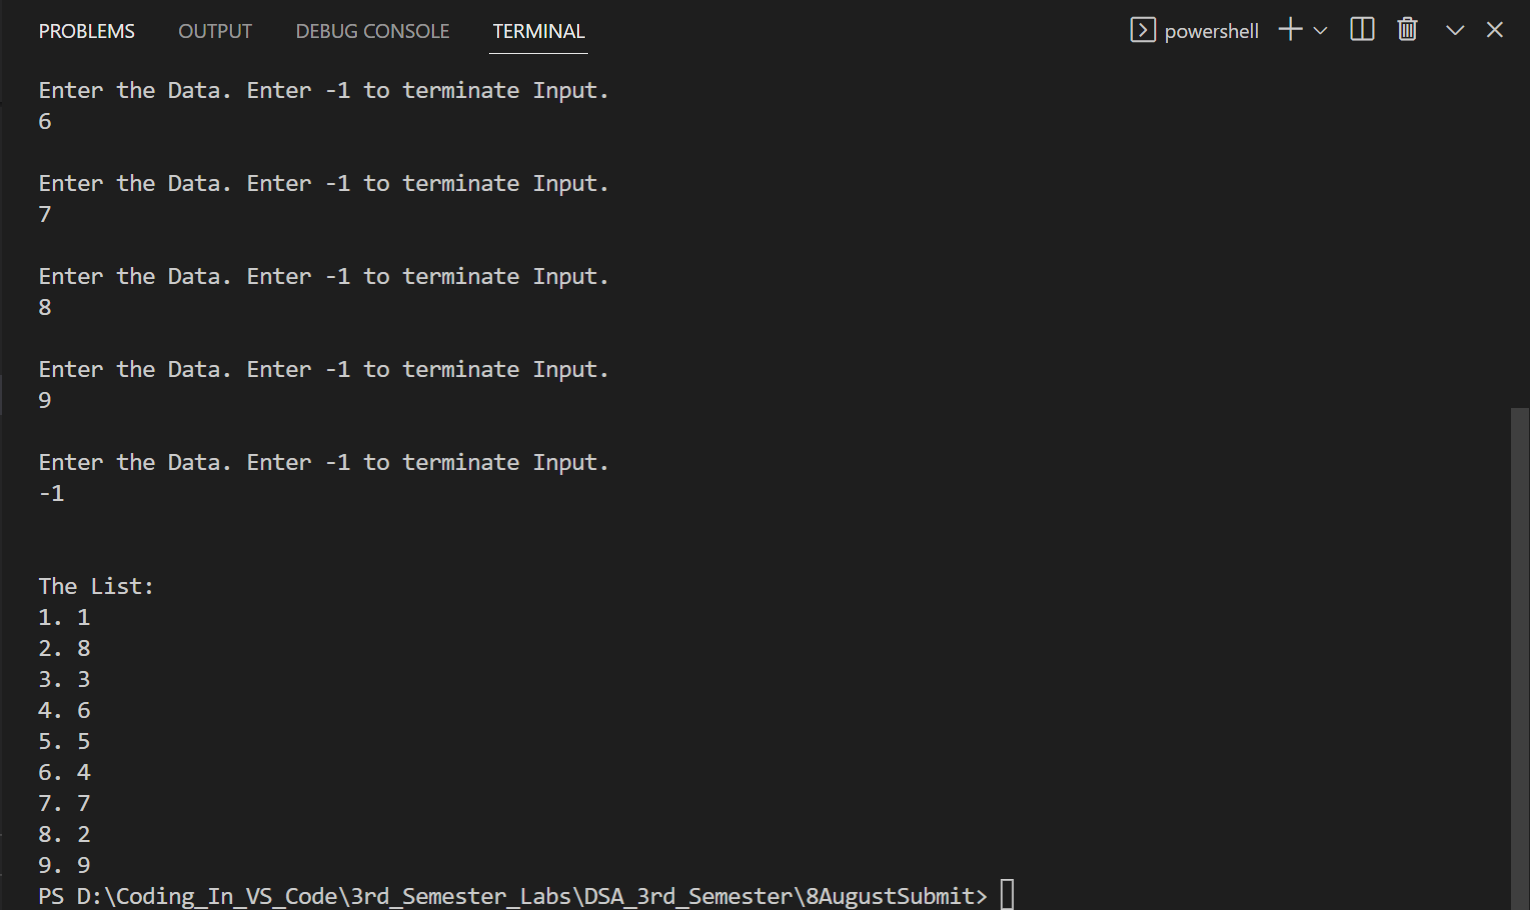 PROBLEMS OUTPUT DEBUG CONSOLE TERMINAL powershell
Enter the Data. Enter -1 to terminate Input.
6
Enter the Data. Enter -1 to terminate Input.
7
Enter the Data. Enter -1 to terminate Input.
8
Enter the Data. Enter -1 to terminate Input.
9
Enter the Data. Enter -1 to terminate Input.
-1
The List:
1. 1
2. 8
3. 3
4. 6
5. 5
6. 4
7. 7
8. 2
9. 9
PS D:\Coding_In_VS_Code\3rd_Semester_Labs\DSA_3rd_Semester\8AugustSubmit>